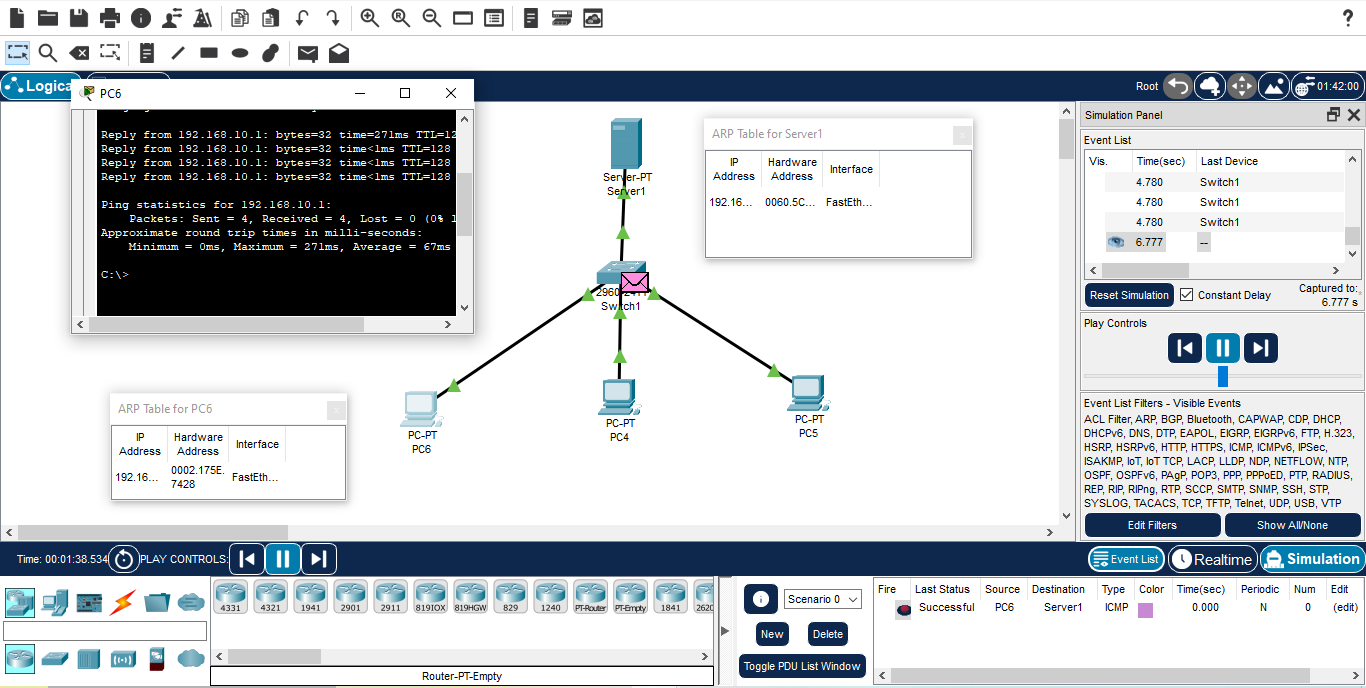 ?
Logica
Root
01:42:00
PC6
Reply from 192.168.10.1: bytes=32 time=271ms TTL=12
Reply from 192.168.10.1: bytes=32 time<1ms TTL=128
Reply from 192.168.10.1: bytes=32 time<1ms TTL=128
Reply from 192.168.10.1: bytes=32 time<1ms TTL=128
Ping statistics for 192.168.10.1:
Packets: Sent = 4, Received = 4, Lost = 0 (0% l
Approximate round trip times in milli-seconds:
Minimum = 0ms, Maximum = 271ms, Average = 67ms
C:\>
Server-PT
Server1
Switch1
PC-PT
PC6
PC-PT
PC4
PC-PT
PC5
ARP Table for Server1
IP Address Hardware Address Interface
192.16... 0060.5C... FastEth...
ARP Table for PC6
IP Address Hardware Address Interface
192.16... 0002.175E.7428 FastEth...
Simulation Panel
Event List
Vis. Time(sec) Last Device
4.780 Switch1
4.780 Switch1
4.780 Switch1
6.777 --
Reset Simulation Constant Delay Captured to:
6.777 s
Play Controls
Event List Filters - Visible Events
ACL Filter, ARP, BGP, Bluetooth, CAPWAP, CDP, DHCP,
DHCPv6, DNS, DTP, EAPOL, EIGRP, EIGRPv6, FTP, H.323,
HSRP, HSRPv6, HTTP, HTTPS, ICMP, ICMPv6, IPSec,
ISAKMP, IoT, IoT TCP, LACP, LLDP, NDP, NETFLOW, NTP,
OSPF, OSPFv6, PAgP, POP3, PPP, PPPoED, PTP, RADIUS,
REP, RIP, RIPng, RTP, SCCP, SMTP, SNMP, SSH, STP,
SYSLOG, TACACS, TCP, TFTP, Telnet, UDP, USB, VTP
Edit Filters Show All/None
Time: 00:01:38.534 PLAY CONTROLS:
Event List Realtime Simulation
4331 4321 1941 2901 2911 819IOX 819HGW 829 1240 PT-Router PT-Empty 1841 2620
Router-PT-Empty
Scenario 0
New Delete
Toggle PDU List Window
Fire Last Status Source Destination Type Color Time(sec) Periodic Num Edit
Successful PC6 Server1 ICMP 0.000 N 0 (edit)